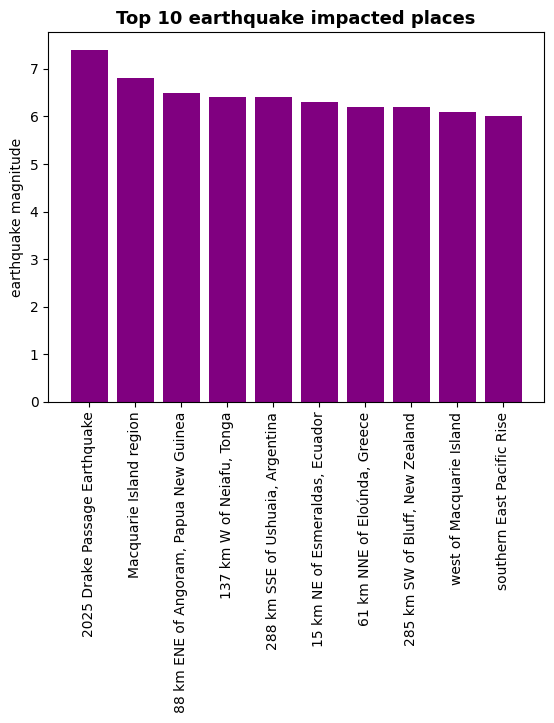 Top 10 earthquake impacted places
earthquake magnitude
7
6
5
4
3
2
1
0
2025 Drake Passage Earthquake
Macquarie Island region
88 km ENE of Angoram, Papua New Guinea
137 km W of Neiafu, Tonga
288 km SSE of Ushuaia, Argentina
15 km NE of Esmeraldas, Ecuador
61 km NNE of Eloúnda, Greece
285 km SW of Bluff, New Zealand
west of Macquarie Island
southern East Pacific Rise